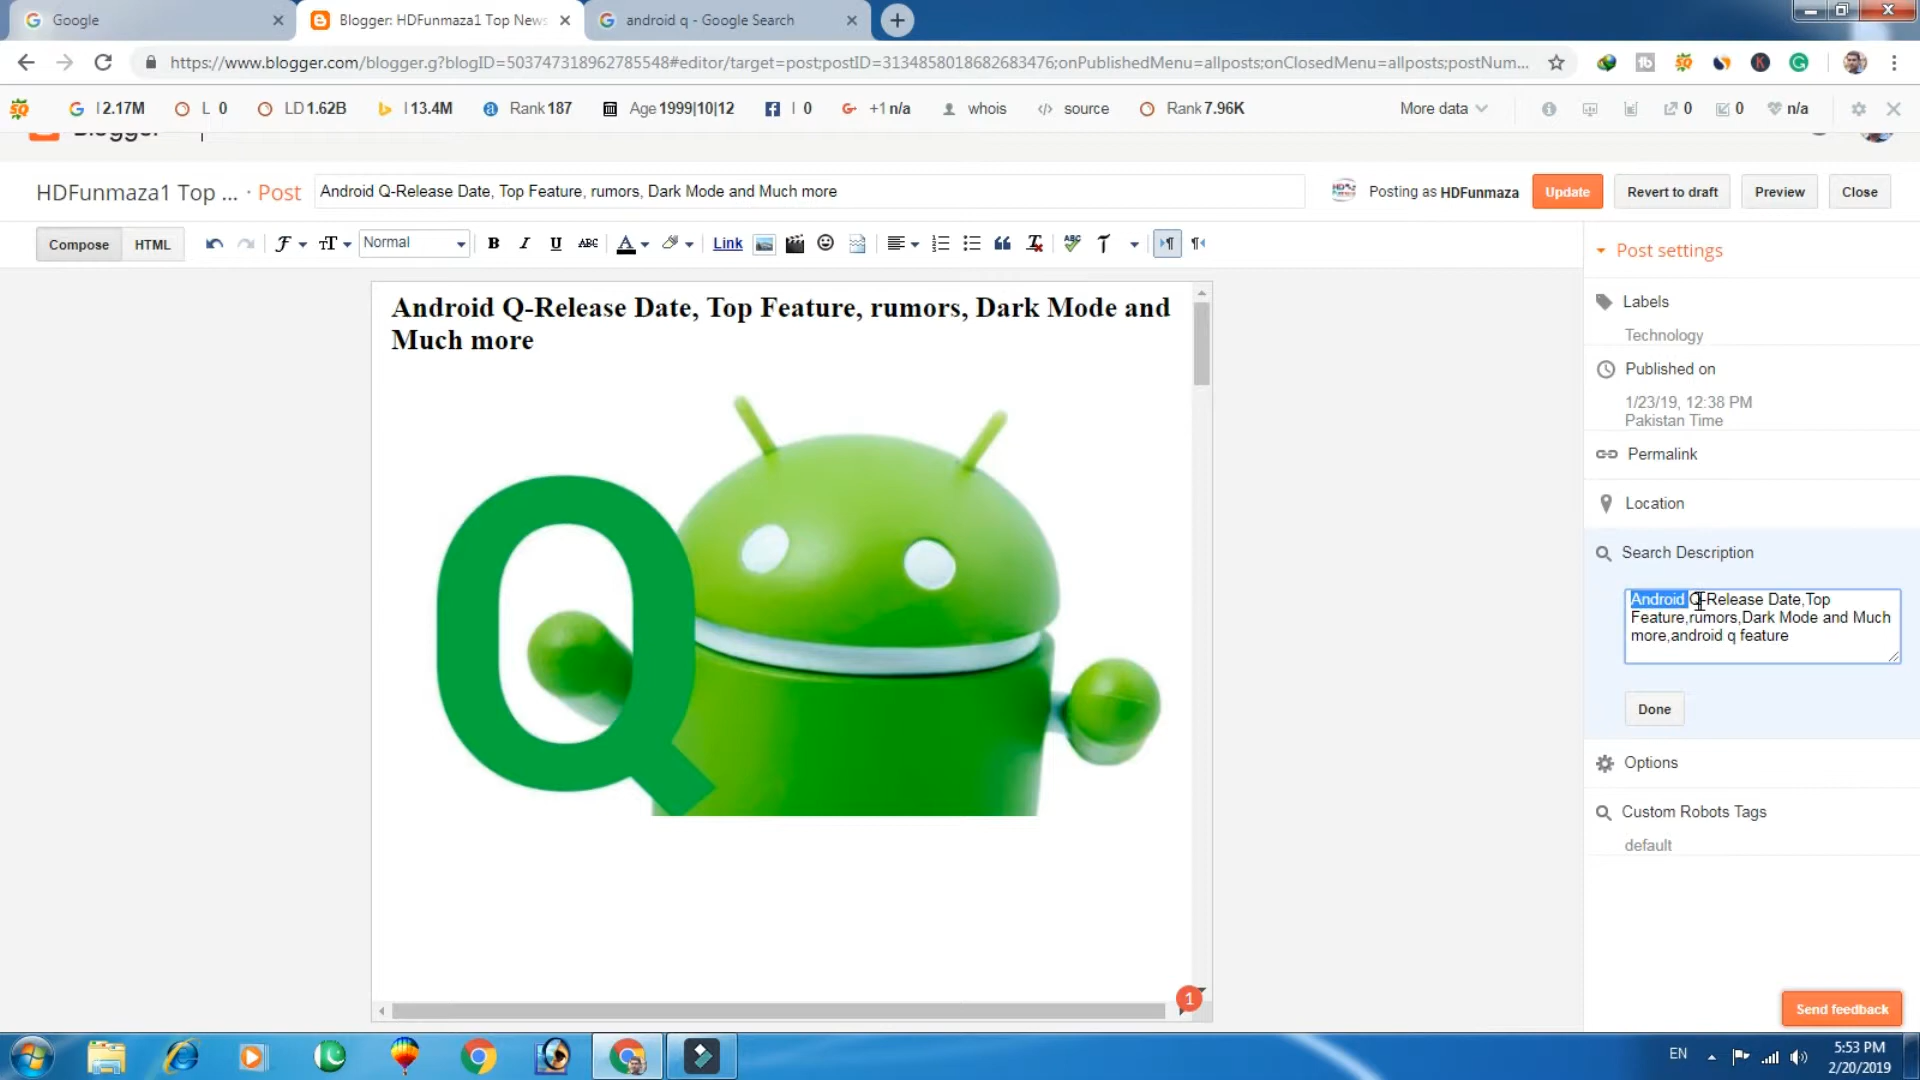 Google
Blogger: HDFunmaza1 Top News
android q - Google Search
https://www.blogger.com/blogger.g?blogID=503747318962785548#editor/target=post;postID=3134858018682683476;onPublishedMenu=allposts;onClosedMenu=allposts;postNum...
I 2.17M
L 0
LD 1.62B
I 13.4M
Rank 187
Age 1999|10|12
I 0
+1 n/a
whois
source
Rank 7.96K
More data
0
0
n/a
Blogger
HDFunmaza1 Top ... · Post
Android Q-Release Date, Top Feature, rumors, Dark Mode and Much more
Posting as HDFunmaza
Update
Revert to draft
Preview
Close
Compose
HTML
Normal
B I U ABC
Link
Post settings
Android Q-Release Date, Top Feature, rumors, Dark Mode and
Much more
Q
Labels
Technology
Published on
1/23/19, 12:38 PM
Pakistan Time
Permalink
Location
Search Description
Android Q-Release Date,Top
Feature,rumors,Dark Mode and Much
more,android q feature
Done
Options
Custom Robots Tags
default
1
Send feedback
EN
5:53 PM
2/20/2019